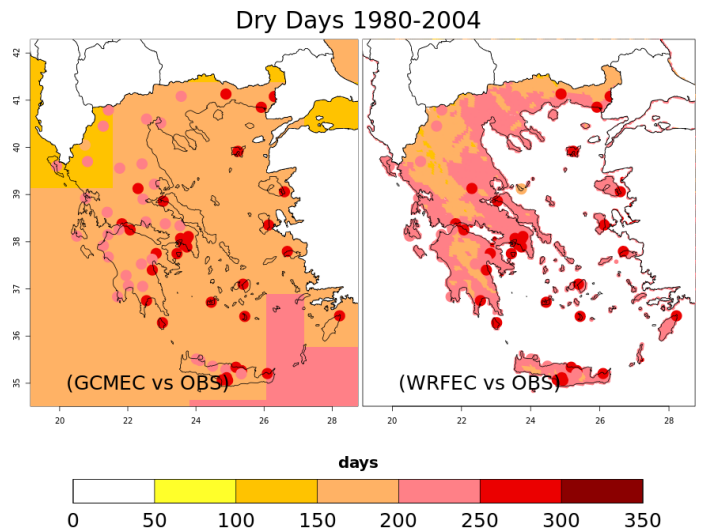 Dry Days 1980-2004
42
41
40
39
38
37
36
35
(GCMEC vs OBS)
(WRFEC vs OBS)
20 22 24 26 28 20 22 24 26 28
days
0 50 100 150 200 250 300 350